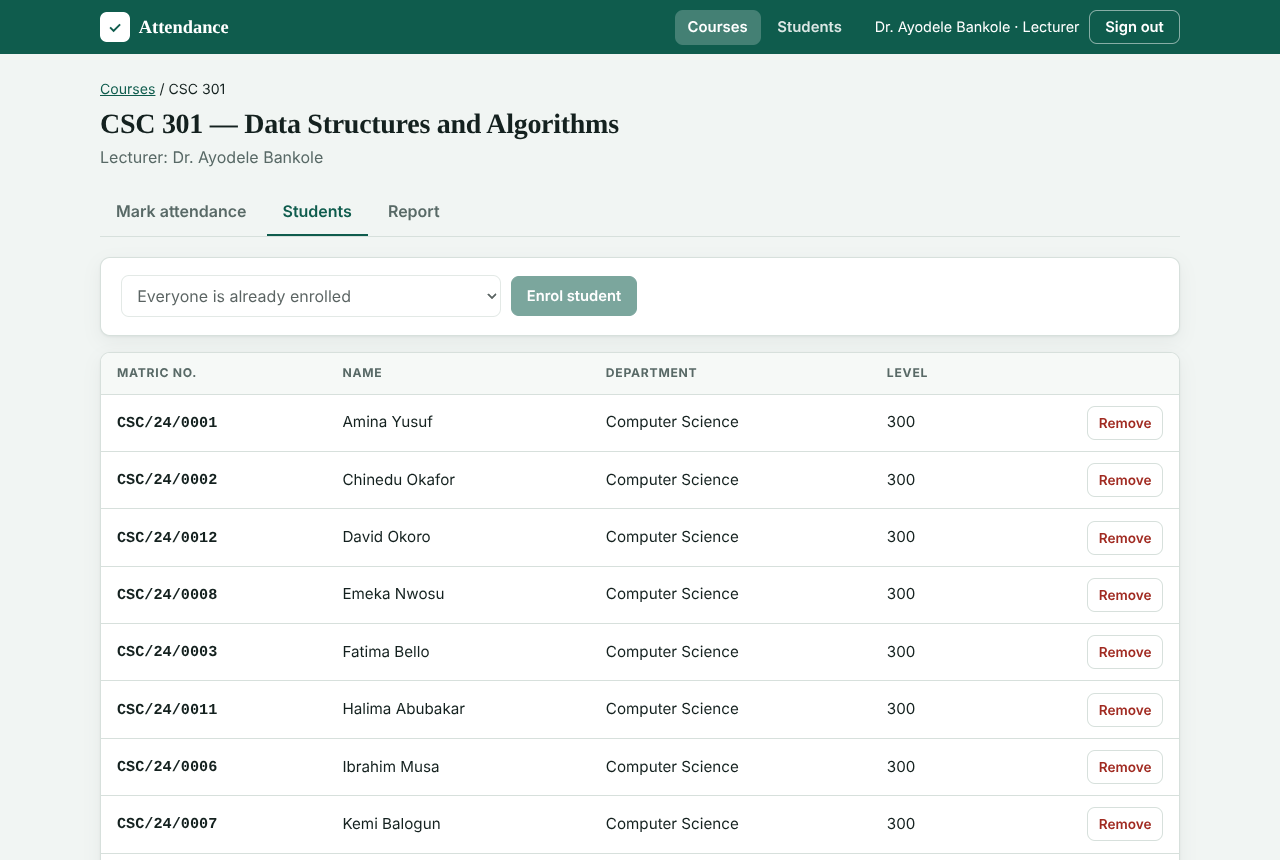 Attendance Courses Students Dr. Ayodele Bankole · Lecturer Sign out
Courses / CSC 301
CSC 301 — Data Structures and Algorithms
Lecturer: Dr. Ayodele Bankole
Mark attendance Students Report
Everyone is already enrolled Enrol student
MATRIC NO. NAME DEPARTMENT LEVEL
CSC/24/0001 Amina Yusuf Computer Science 300 Remove
CSC/24/0002 Chinedu Okafor Computer Science 300 Remove
CSC/24/0012 David Okoro Computer Science 300 Remove
CSC/24/0008 Emeka Nwosu Computer Science 300 Remove
CSC/24/0003 Fatima Bello Computer Science 300 Remove
CSC/24/0011 Halima Abubakar Computer Science 300 Remove
CSC/24/0006 Ibrahim Musa Computer Science 300 Remove
CSC/24/0007 Kemi Balogun Computer Science 300 Remove